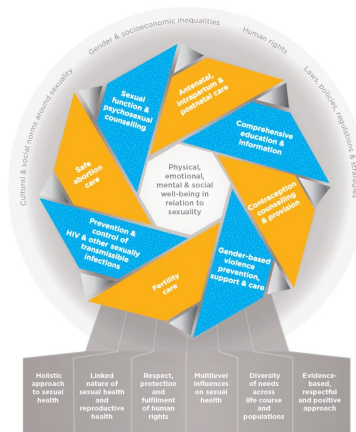 Cultural & social norms around sexuality
Gender & socioeconomic inequalities
Human rights
Laws, policies, regulations & strategies
Antenatal,
intrapartum &
postnatal care
Comprehensive
education &
information
Contraception
counselling
& provision
Gender-based
violence
prevention,
support & care
Fertility
care
Prevention &
control of
HIV & other sexually
transmissible
infections
Safe
abortion
care
Sexual
function &
psychosexual
counselling
Physical,
emotional,
mental & social
well-being in
relation to
sexuality
Holistic
approach
to sexual
health
Linked
nature of
sexual health
and
reproductive
health
Respect,
protection
and
fulfilment
of human
rights
Multilevel
influences
on sexual
health
Diversity
of needs
across
life course
and
populations
Evidence-
based,
respectful
and positive
approach